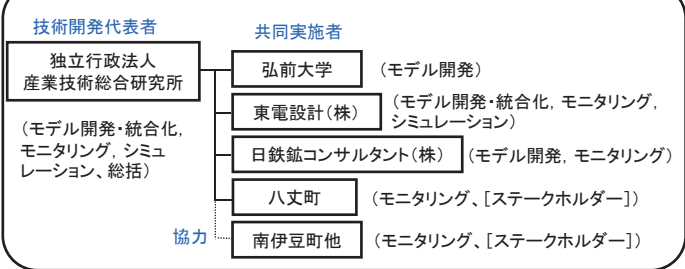 技術開発代表者
独立行政法人
産業技術総合研究所
(モデル開発・統合化,
モニタリング, シミュ
レーション、総括)
共同実施者
弘前大学
(モデル開発)
東電設計(株)
(モデル開発・統合化, モニタリング,
シミュレーション)
日鉄鉱コンサルタント(株)
(モデル開発, モニタリング)
八丈町
(モニタリング、[ステークホルダー])
協力
南伊豆町他
(モニタリング、[ステークホルダー])